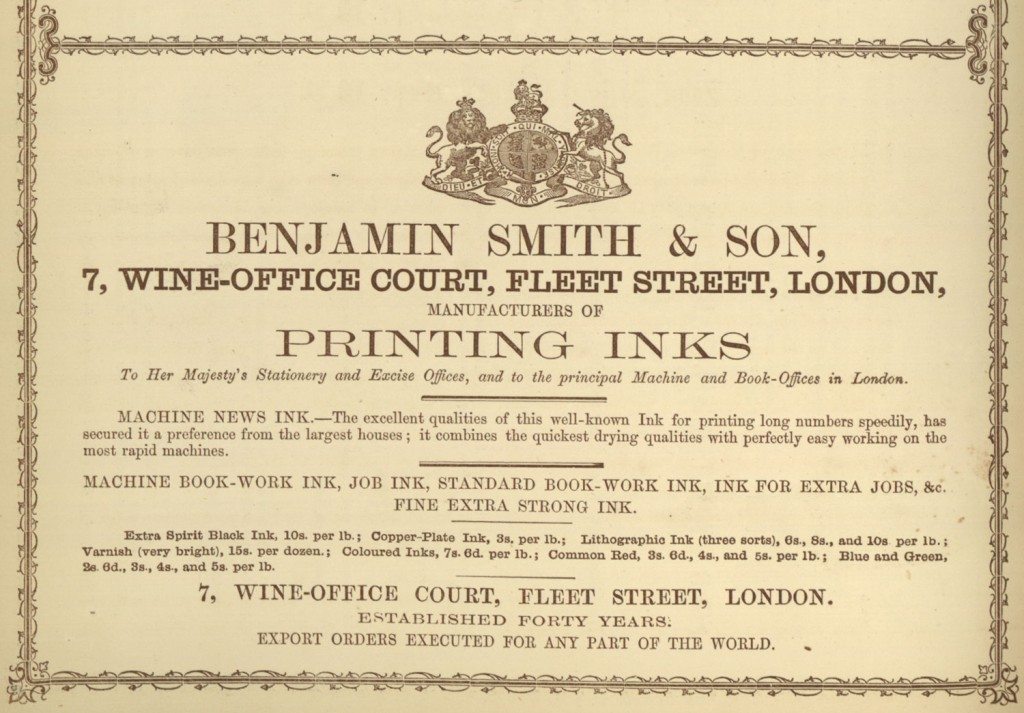 QUI MAL
DIEU ET MON DROIT
BENJAMIN SMITH & SON,
7, WINE-OFFICE COURT, FLEET STREET, LONDON,
MANUFACTURERS OF
PRINTING INKS
To Her Majesty's Stationery and Excise Offices, and to the principal Machine and Book-Offices in London.
MACHINE NEWS INK.—The excellent qualities of this well-known Ink for printing long numbers speedily, has
secured it a preference from the largest houses; it combines the quickest drying qualities with perfectly easy working on the
most rapid machines.
MACHINE BOOK-WORK INK, JOB INK, STANDARD BOOK-WORK INK, INK FOR EXTRA JOBS, &c.
FINE EXTRA STRONG INK.
Extra Spirit Black Ink, 10s. per lb.; Copper-Plate Ink, 3s. per lb.; Lithographic Ink (three sorts), 6s., 8s., and 10s. per lb.;
Varnish (very bright), 15s. per dozen.; Coloured Inks, 7s. 6d. per lb.; Common Red, 3s. 6d., 4s., and 5s. per lb.; Blue and Green,
2s. 6d., 3s., 4s., and 5s. per lb.
7, WINE-OFFICE COURT, FLEET STREET, LONDON.
ESTABLISHED FORTY YEARS.
EXPORT ORDERS EXECUTED FOR ANY PART OF THE WORLD.